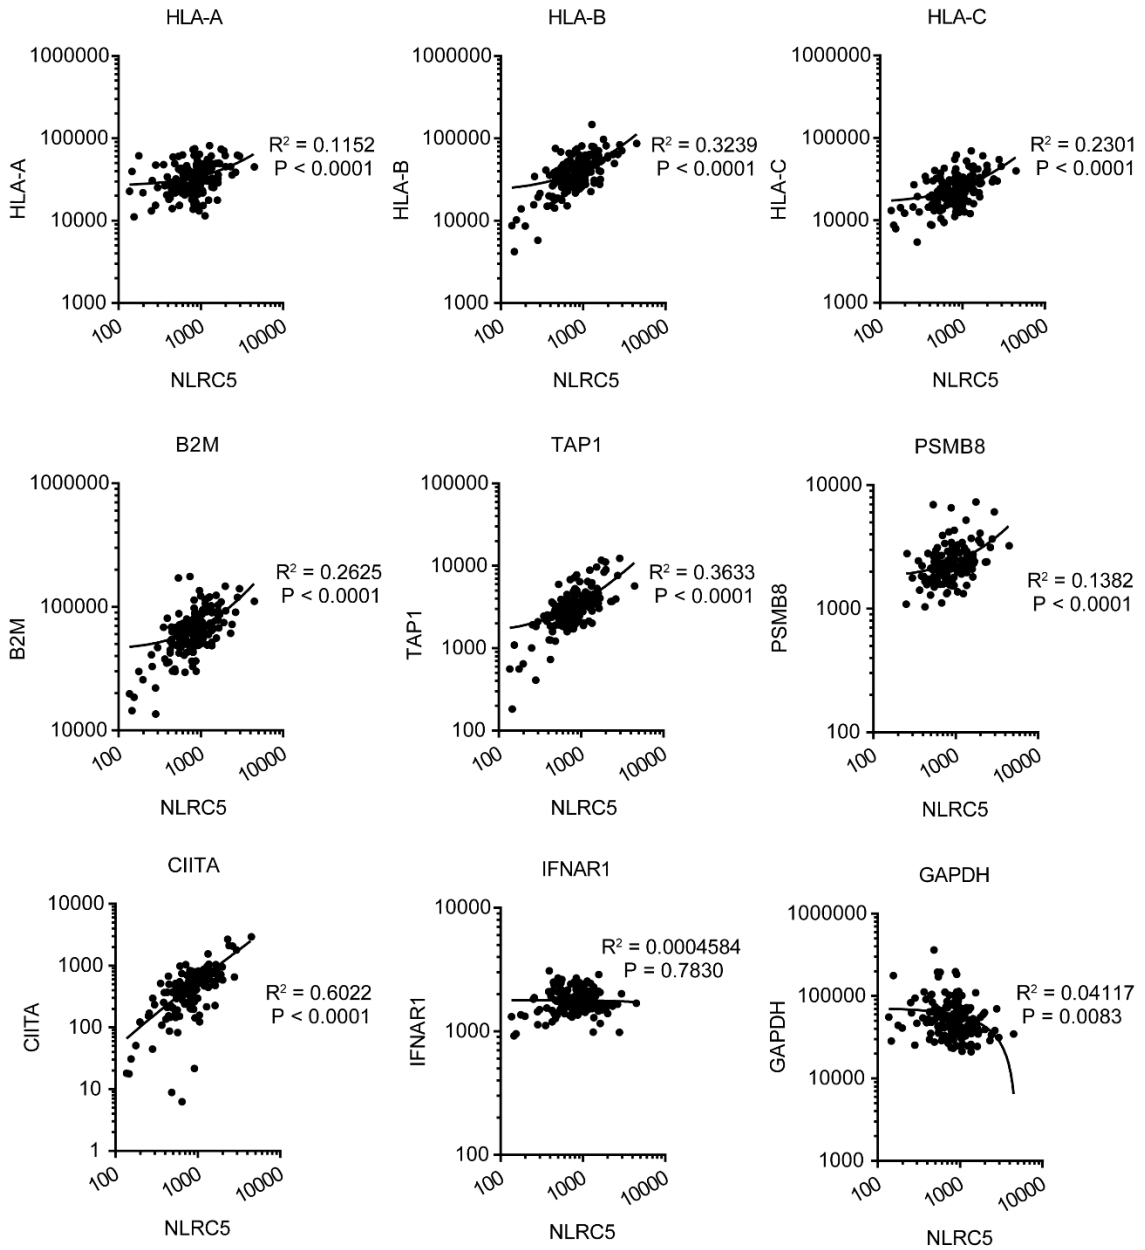 HLA-A
HLA-B
HLA-C
1000000
100000
10000
1000
HLA-A
R² = 0.1152
P < 0.0001
100
1000
10000
NLRC5
1000000
100000
10000
1000
HLA-B
R² = 0.3239
P < 0.0001
100
1000
10000
NLRC5
1000000
100000
10000
1000
HLA-C
R² = 0.2301
P < 0.0001
100
1000
10000
NLRC5
B2M
TAP1
PSMB8
1000000
100000
10000
B2M
R² = 0.2625
P < 0.0001
100
1000
10000
NLRC5
100000
10000
1000
100
TAP1
R² = 0.3633
P < 0.0001
100
1000
10000
NLRC5
10000
1000
100
PSMB8
R² = 0.1382
P < 0.0001
100
1000
10000
NLRC5
CIITA
IFNAR1
GAPDH
10000
1000
100
10
1
CIITA
R² = 0.6022
P < 0.0001
100
1000
10000
NLRC5
10000
1000
100
IFNAR1
R² = 0.0004584
P = 0.7830
100
1000
10000
NLRC5
1000000
100000
10000
1000
GAPDH
R² = 0.04117
P = 0.0083
100
1000
10000
NLRC5